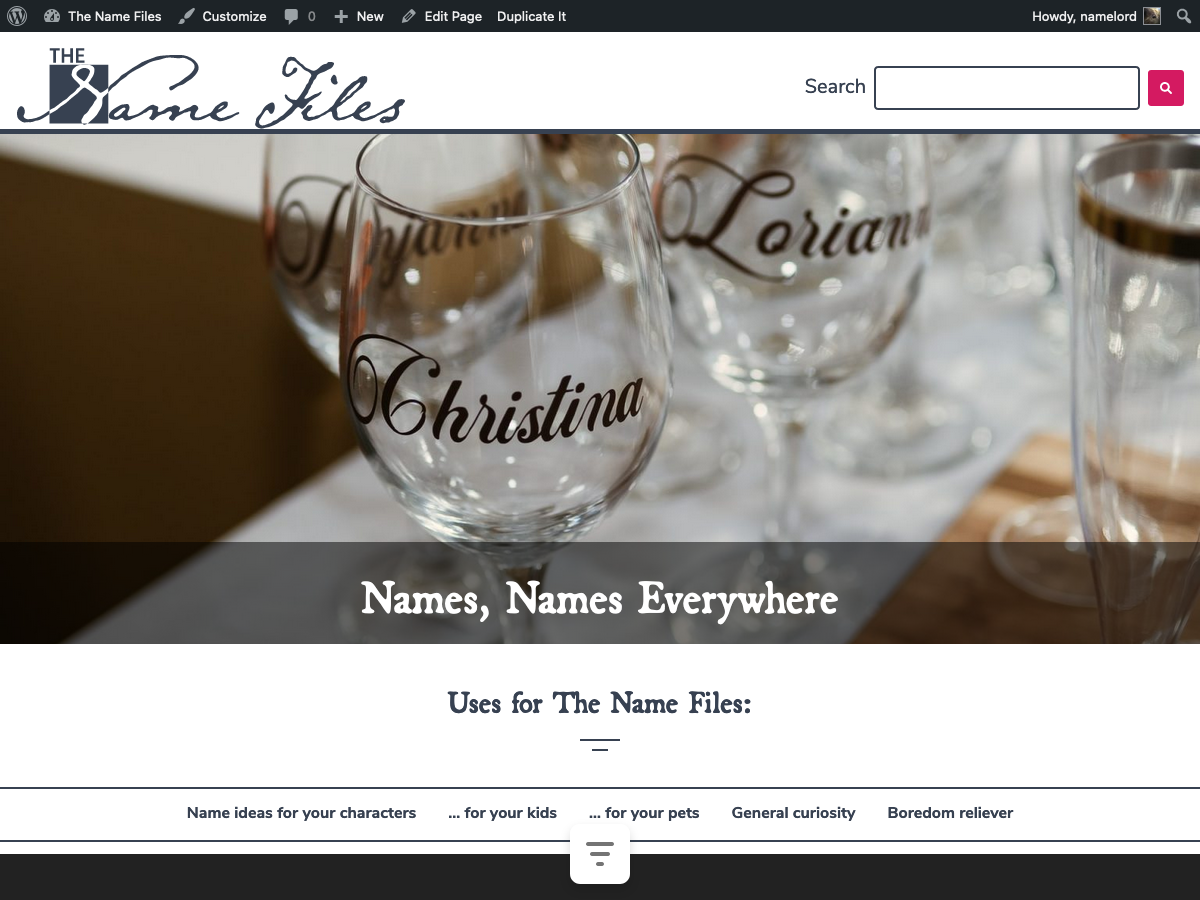 The Name Files Customize 0 New Edit Page Duplicate It Howdy, namelord
THE
Name Files
Search
Lorian
Christina
Names, Names Everywhere
Uses for The Name Files:
Name ideas for your characters ... for your kids ... for your pets General curiosity Boredom reliever